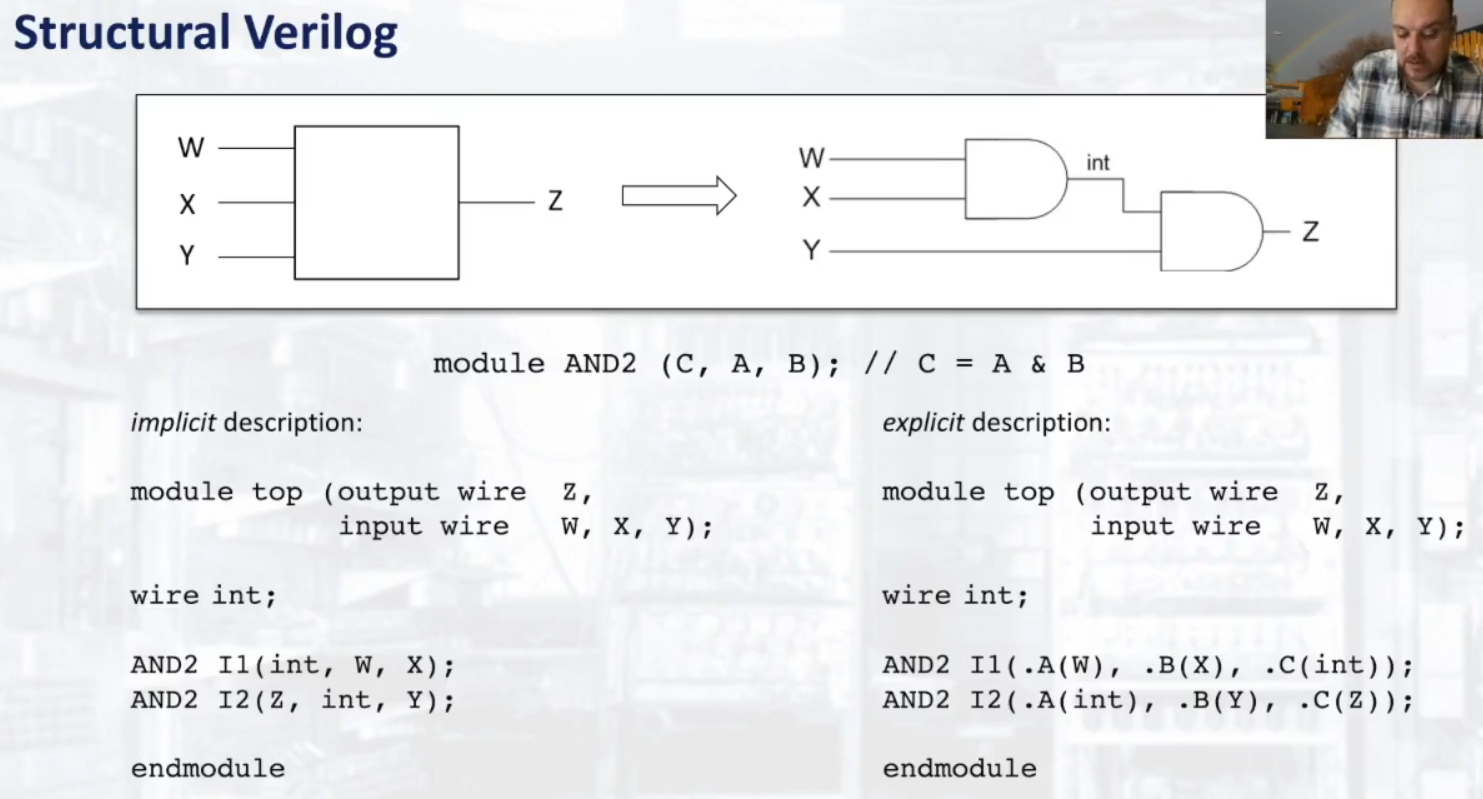 Structural Verilog
W
X
Y
Z
W
X
Y
int
Z
module AND2 (C, A, B); // C = A & B
implicit description:
module top (output wire Z,
input wire W, X, Y);
wire int;
AND2 I1(int, W, X);
AND2 I2(Z, int, Y);
endmodule
explicit description:
module top (output wire Z,
input wire W, X, Y);
wire int;
AND2 I1(.A(W), .B(X), .C(int));
AND2 I2(.A(int), .B(Y), .C(Z));
endmodule